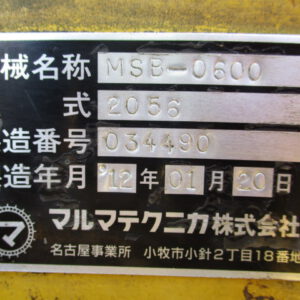 械名称 MSB-0600
式 2056
造番号 034490
造年月 '12年01月20日
マ マルマテクニカ株式会
名古屋事業所 小牧市小針2丁目18番地